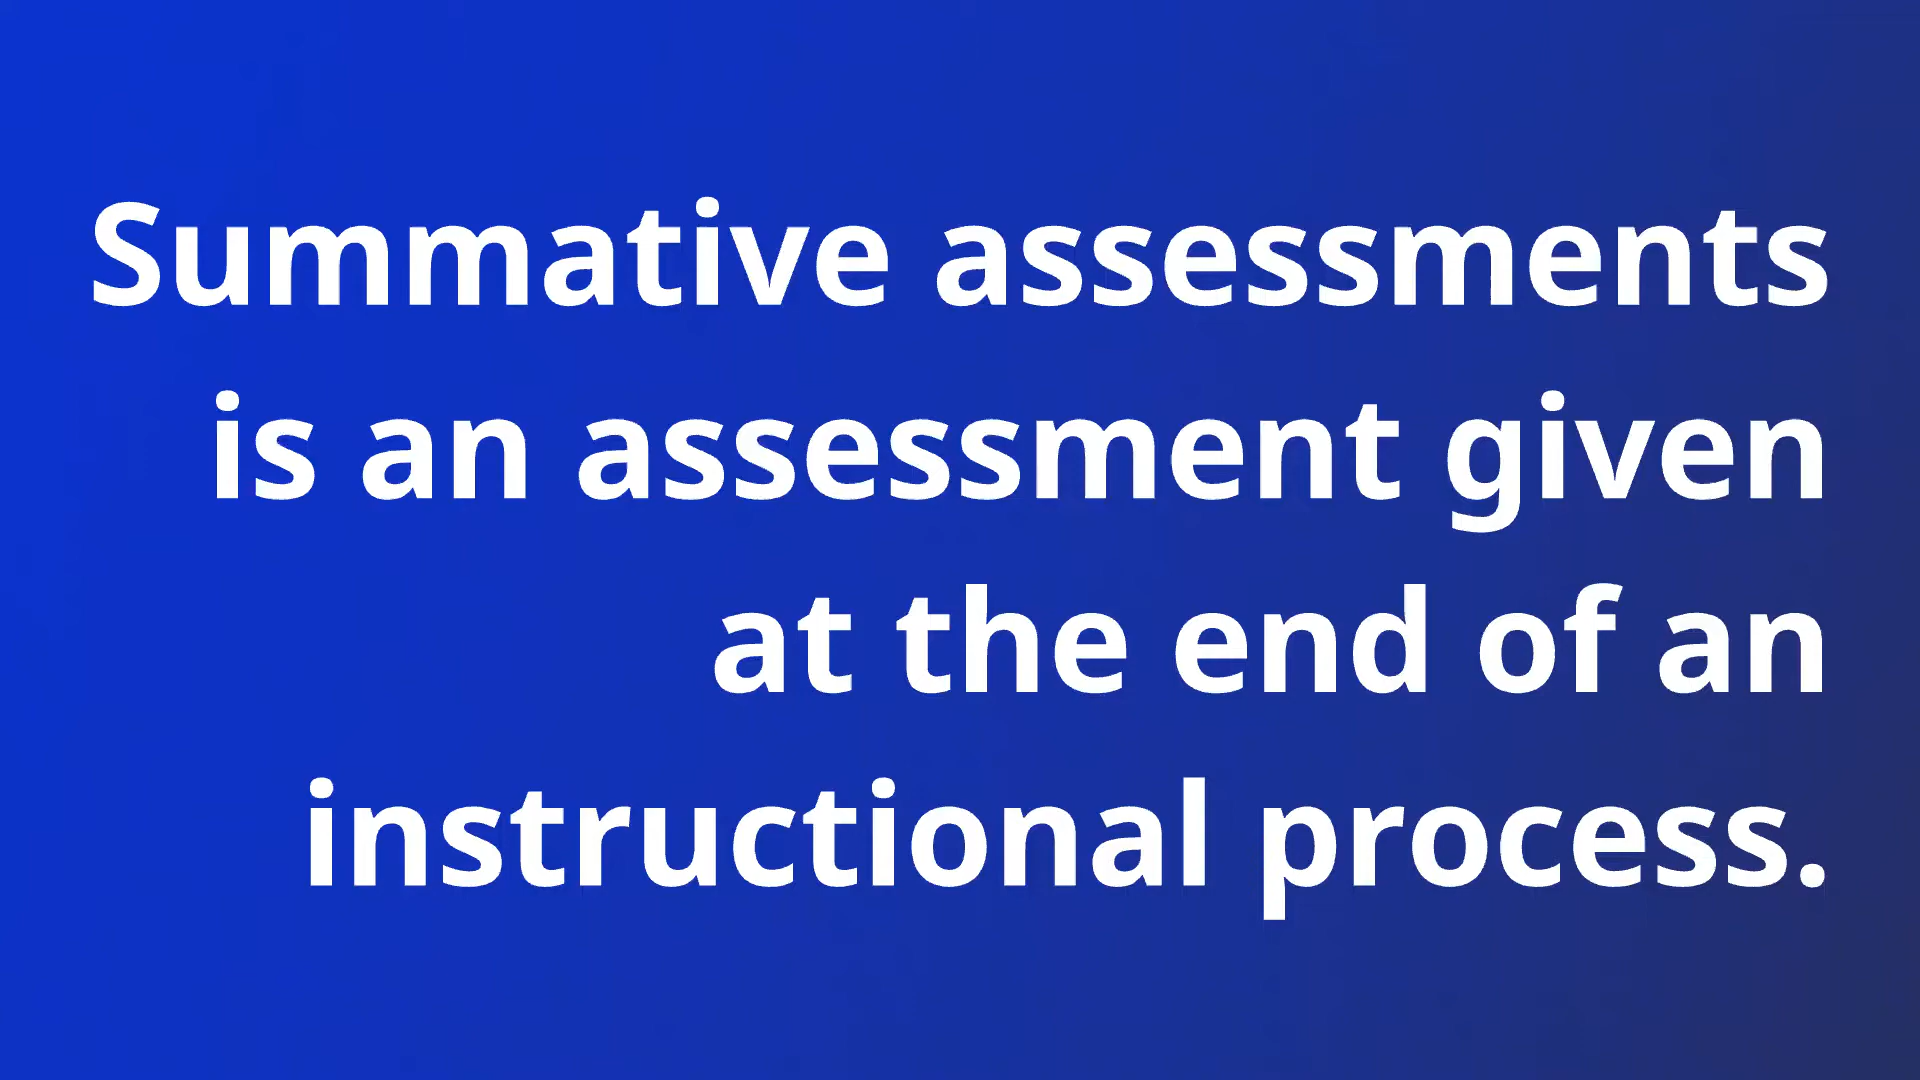 Summative assessments
is an assessment given
at the end of an
instructional process.